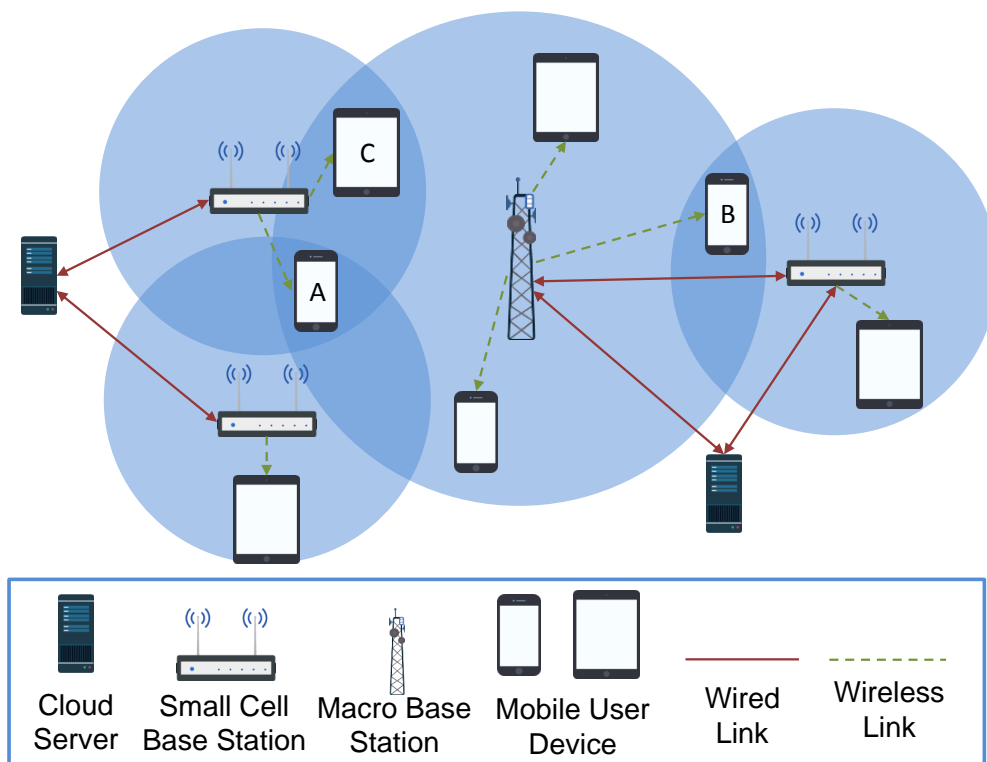 C
B
A
Cloud
Server
Small Cell
Base Station
Macro Base
Station
Mobile User
Device
Wired
Link
Wireless
Link